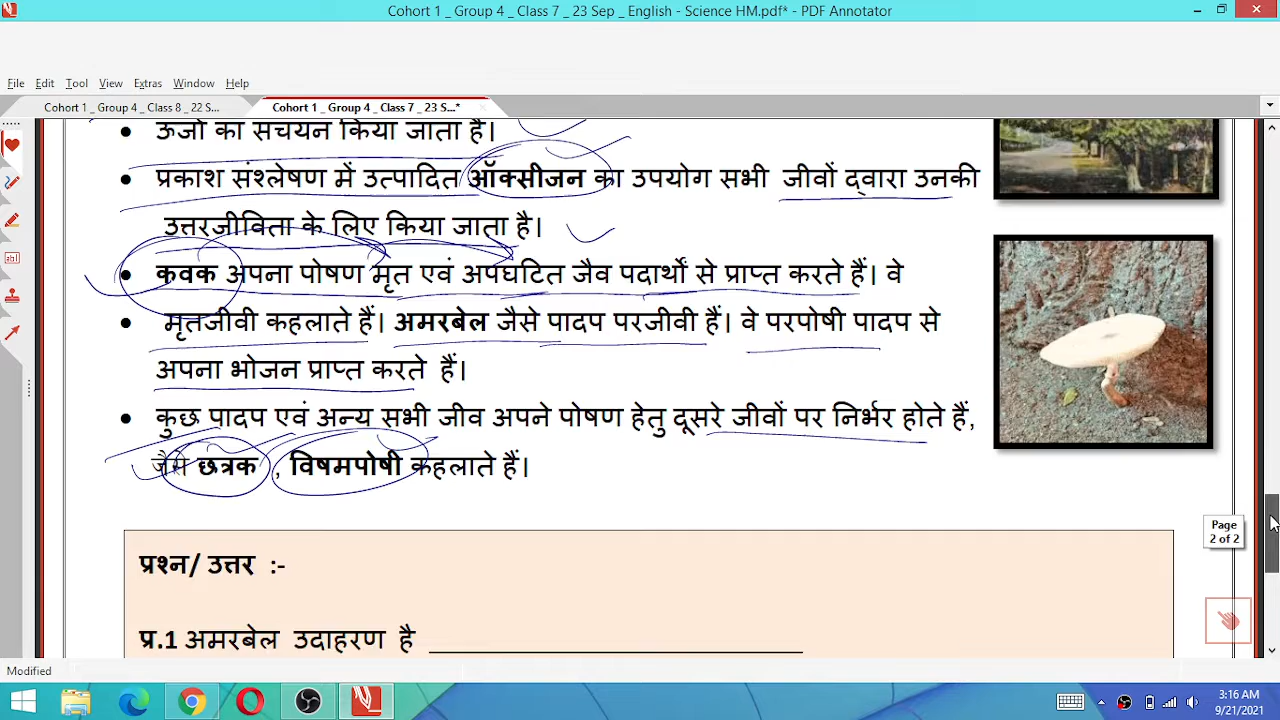 Cohort 1 _ Group 4 _ Class 7 _ 23 Sep _ English - Science HM.pdf* - PDF Annotator
File Edit Tool View Extras Window Help
Cohort 1 _ Group 4 _ Class 8 _ 22 S... Cohort 1 _ Group 4 _ Class 7 _ 23 S...*
ऊर्जा का संचयन किया जाता है।
• प्रकाश संश्लेषण में उत्पादित ऑक्सीजन का उपयोग सभी जीवों द्वारा उनकी
उत्तरजीविता के लिए किया जाता है।
• कवक अपना पोषण मृत एवं अपघटित जैव पदार्थों से प्राप्त करते हैं। वे
• मृतजीवी कहलाते हैं। अमरबेल जैसे पादप परजीवी हैं। वे परपोषी पादप से
अपना भोजन प्राप्त करते हैं।
• कुछ पादप एवं अन्य सभी जीव अपने पोषण हेतु दूसरे जीवों पर निर्भर होते हैं,
जैसे छत्रक , विषमपोषी कहलाते हैं।
Page
2 of 2
प्रश्न/ उत्तर :-
प्र.1 अमरबेल उदाहरण है _______________
Modified
3:16 AM
9/21/2021